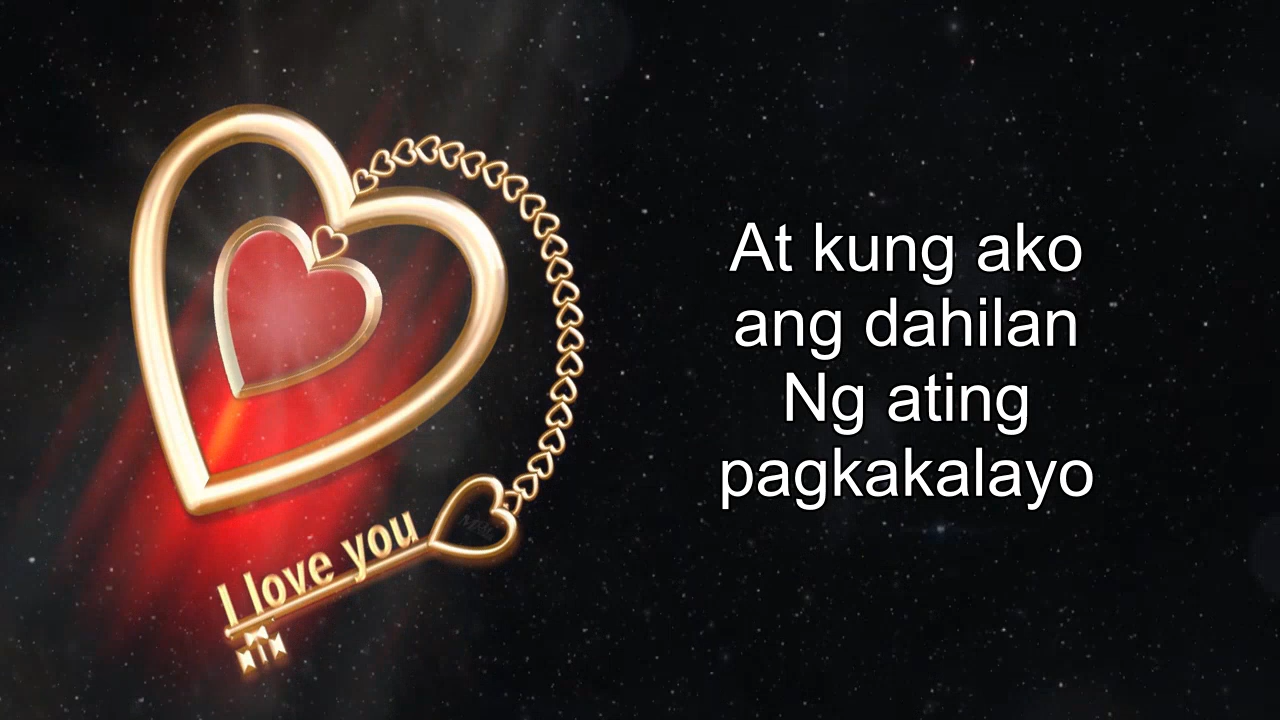 I love you
At kung ako
ang dahilan
Ng ating
pagkakalayo